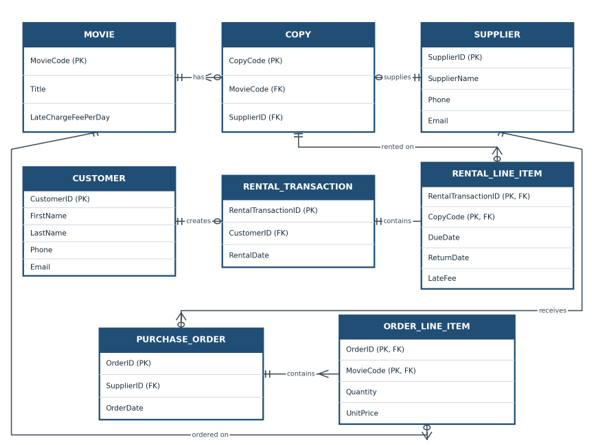 MOVIE
MovieCode (PK)
Title
LateChargeFeePerDay
has
COPY
CopyCode (PK)
MovieCode (FK)
SupplierID (FK)
supplies
SUPPLIER
SupplierID (PK)
SupplierName
Phone
Email
rented on
CUSTOMER
CustomerID (PK)
FirstName
LastName
Phone
Email
creates
RENTAL_TRANSACTION
RentalTransactionID (PK)
CustomerID (FK)
RentalDate
contains
RENTAL_LINE_ITEM
RentalTransactionID (PK, FK)
CopyCode (PK, FK)
DueDate
ReturnDate
LateFee
receives
PURCHASE_ORDER
OrderID (PK)
SupplierID (FK)
OrderDate
contains
ORDER_LINE_ITEM
OrderID (PK, FK)
MovieCode (PK, FK)
Quantity
UnitPrice
ordered on